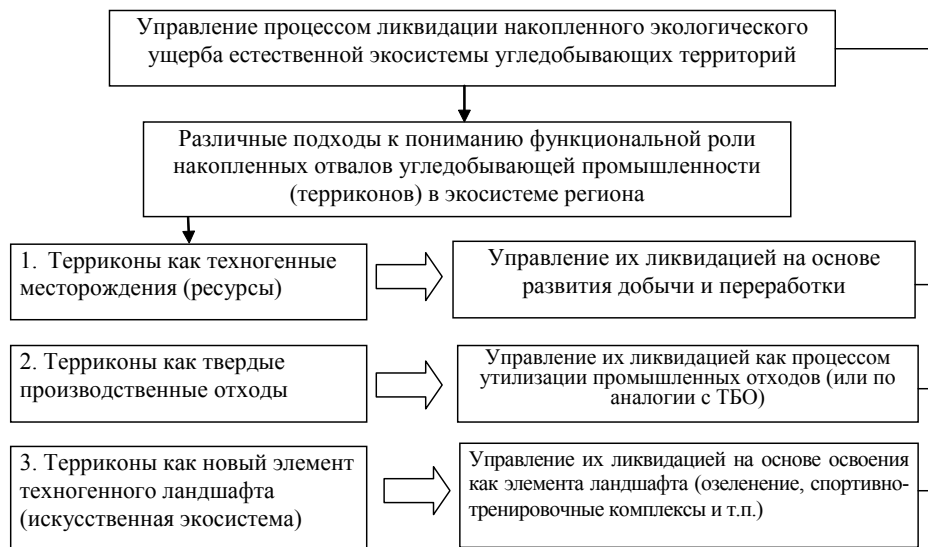 Управление процессом ликвидации накопленного экологического
ущерба естественной экосистемы угледобывающих территорий
Различные подходы к пониманию функциональной роли
накопленных отвалов угледобывающей промышленности
(терриконов) в экосистеме региона
1. Терриконы как техногенные
месторождения (ресурсы)
Управление их ликвидацией на основе
развития добычи и переработки
2. Терриконы как твердые
производственные отходы
Управление их ликвидацией как процессом
утилизации промышленных отходов (или по
аналогии с ТБО)
3. Терриконы как новый элемент
техногенного ландшафта
(искусственная экосистема)
Управление их ликвидацией на основе освоения
как элемента ландшафта (озеленение, спортивно-
тренировочные комплексы и т.п.)